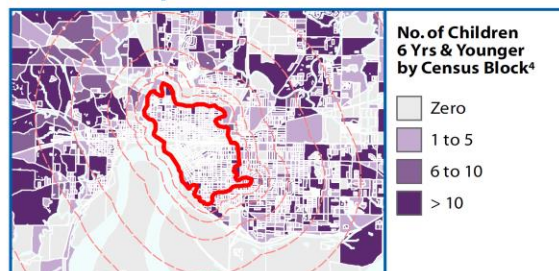 No. of Children
6 Yrs & Younger
by Census Block⁴
Zero
1 to 5
6 to 10
> 10